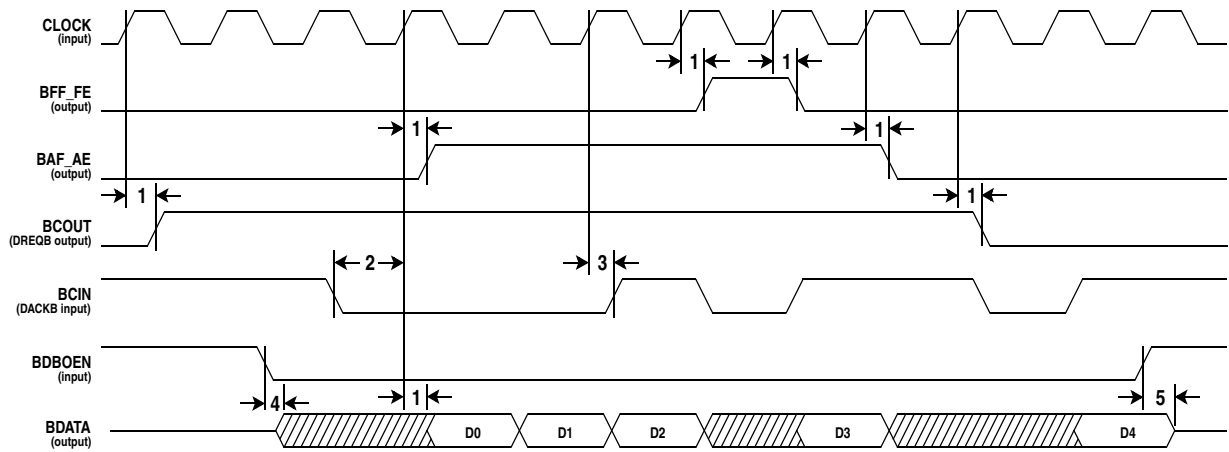 CLOCK
(input)
1 1
BFF_FE
(output)
1 1
BAF_AE
(output)
1 1
BCOUT
(DREQB output)
2 3
BCIN
(DACKB input)
BDBOEN
(input)
4 1 5
BDATA
(output)
D0 D1 D2 D3 D4